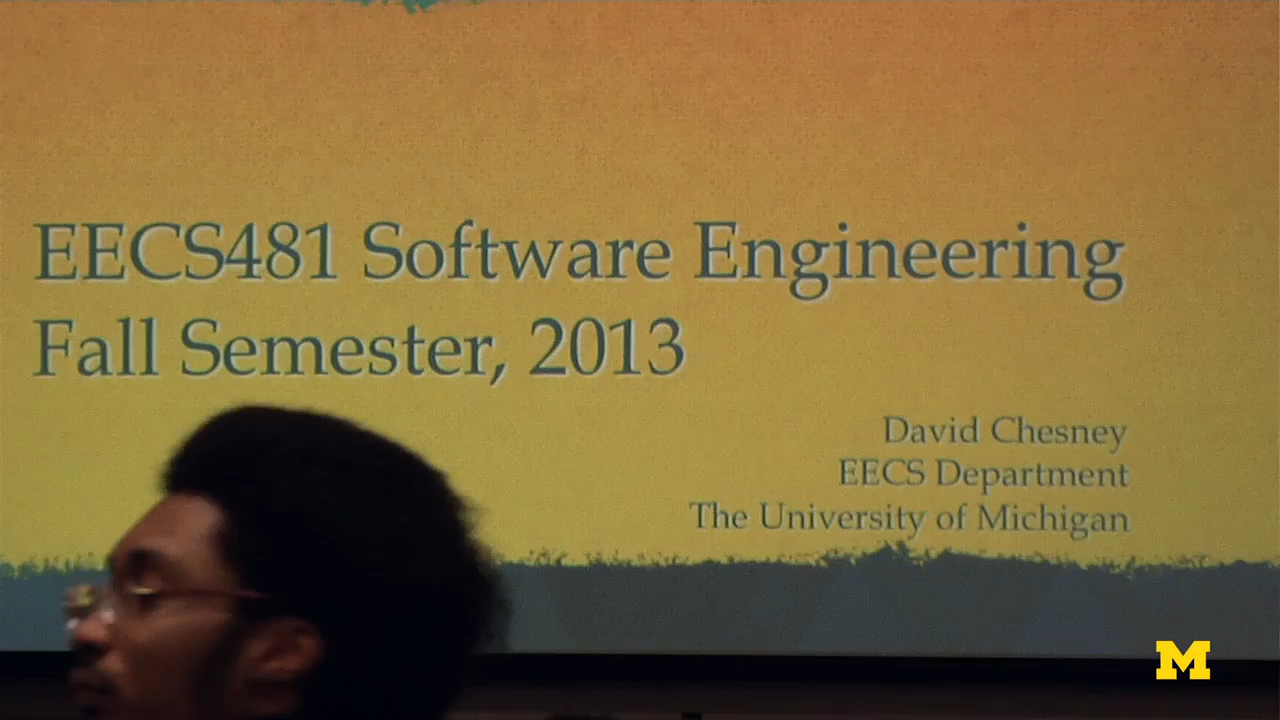 EECS481 Software Engineering
Fall Semester, 2013
David Chesney
EECS Department
The University of Michigan
M